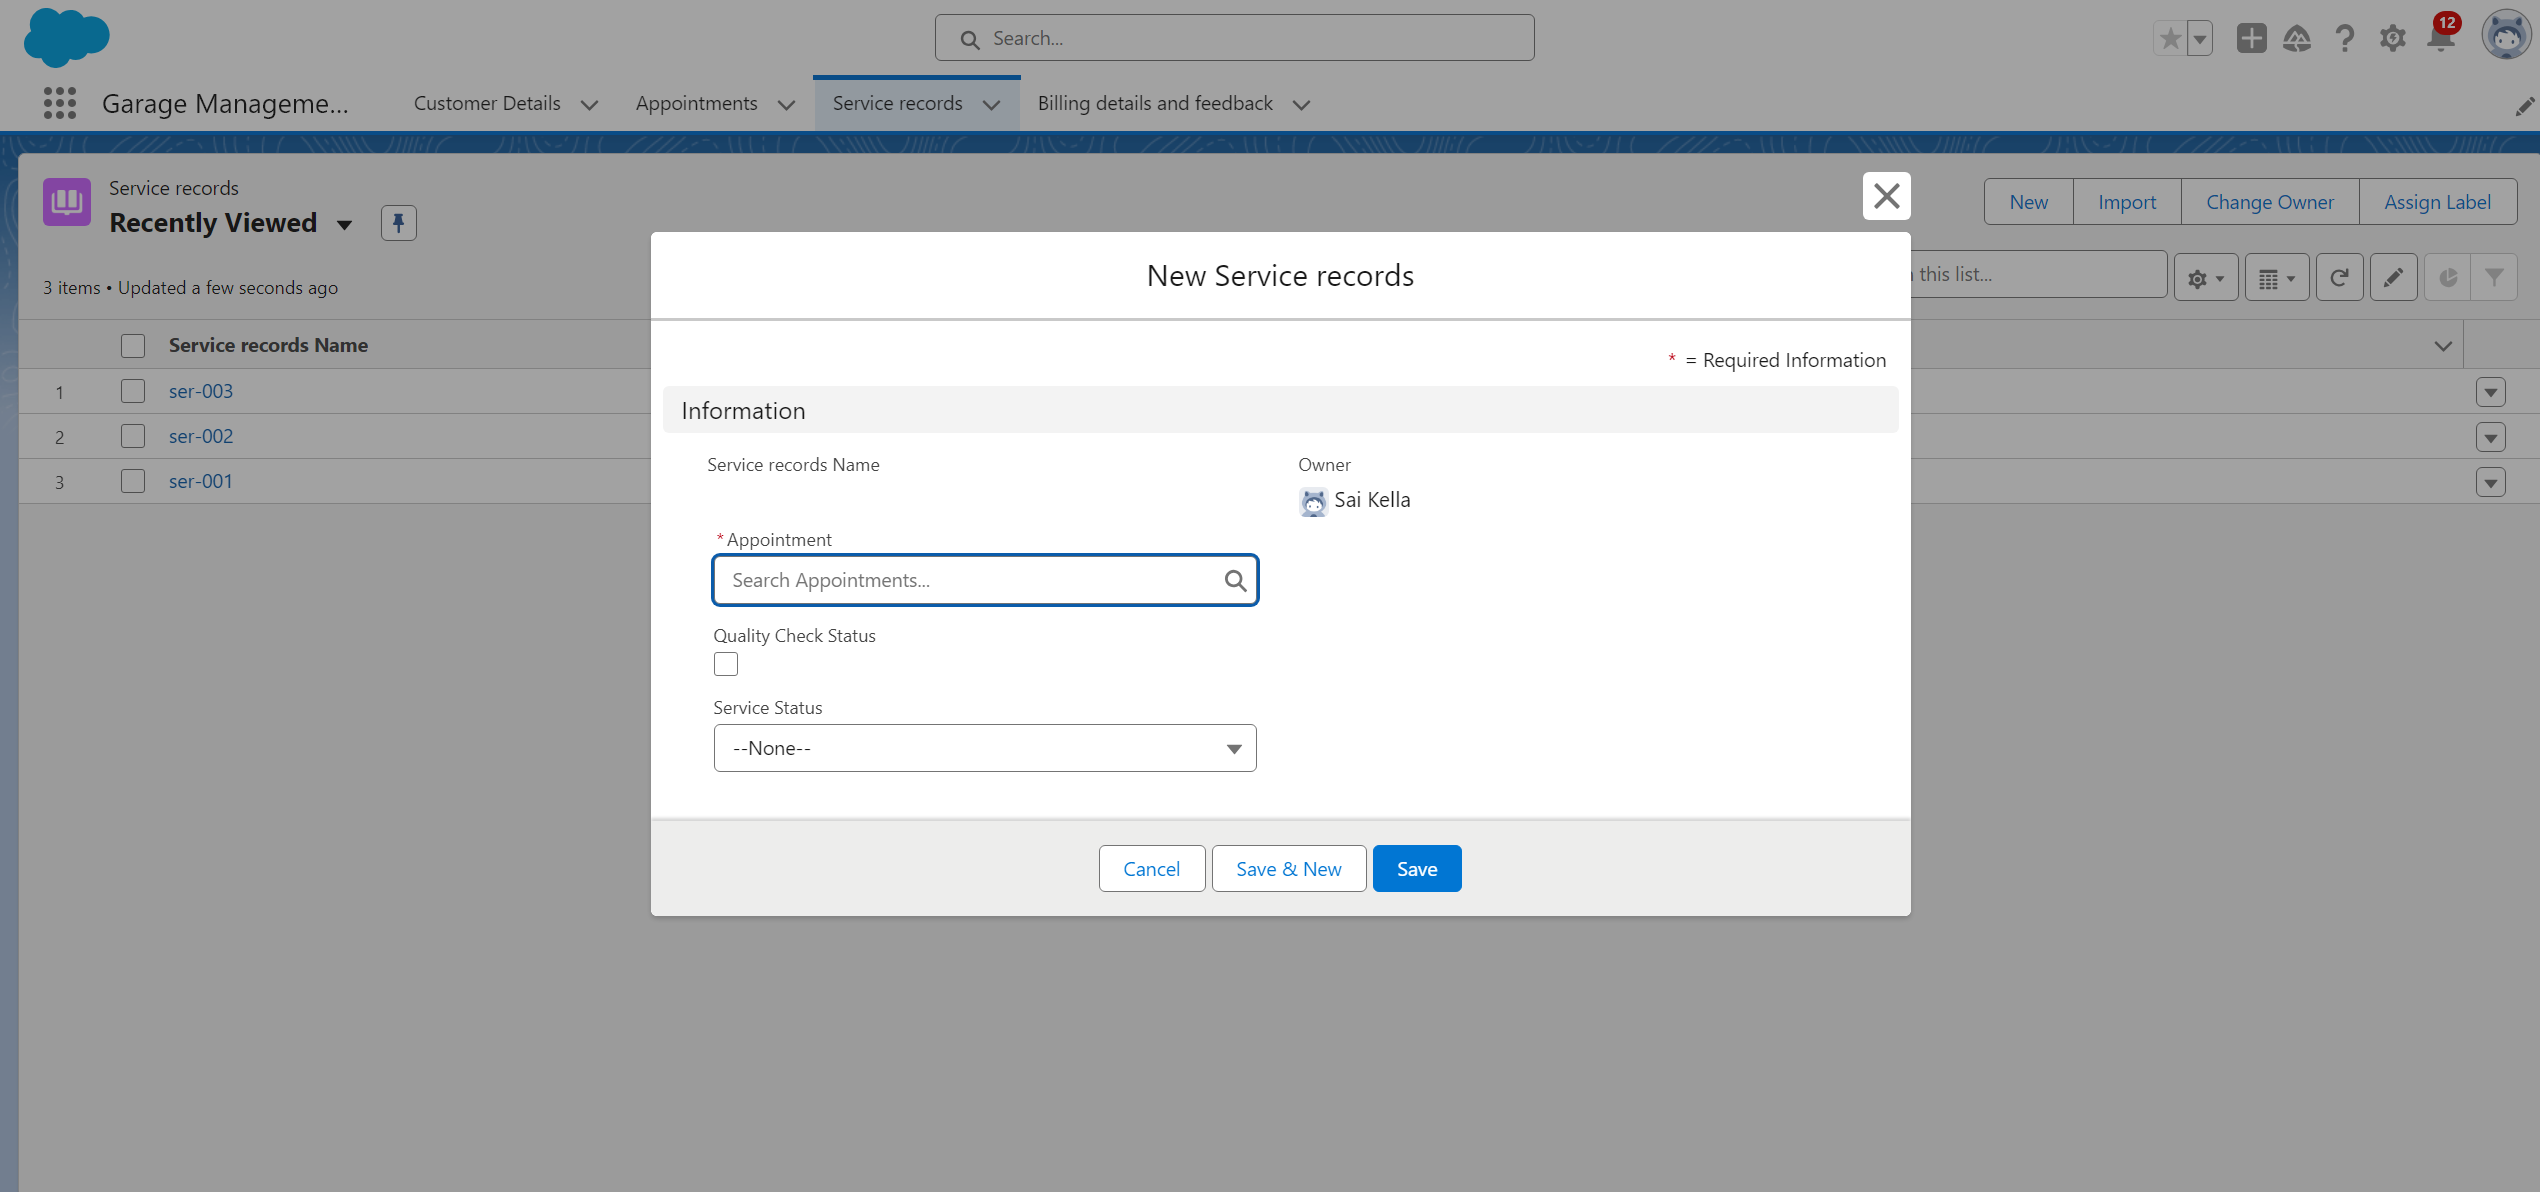 Search...
12
Garage Manageme...
Customer Details
Appointments
Service records
Billing details and feedback
Service records
Recently Viewed
New
Import
Change Owner
Assign Label
3 items • Updated a few seconds ago
this list...
Service records Name
1
ser-003
2
ser-002
3
ser-001
New Service records
* = Required Information
Information
Service records Name
Owner
Sai Kella
* Appointment
Search Appointments...
Quality Check Status
Service Status
--None--
Cancel
Save & New
Save